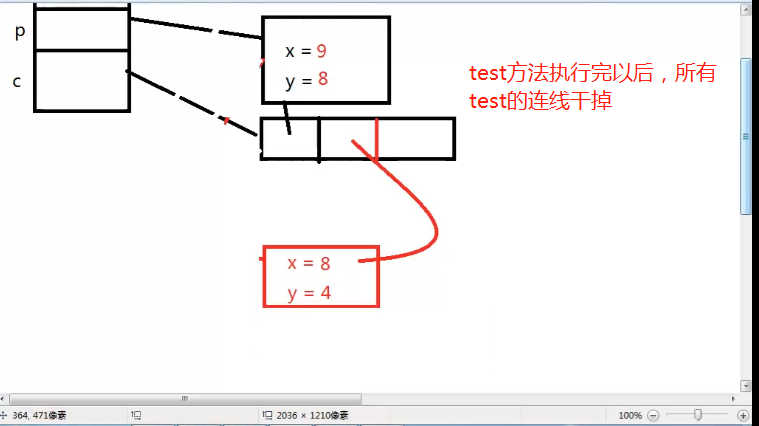 p
x = 9
y = 8
c
test方法执行完以后，所有
test的连线干掉
x = 8
y = 4
364, 471像素
2036 × 1210像素
100%